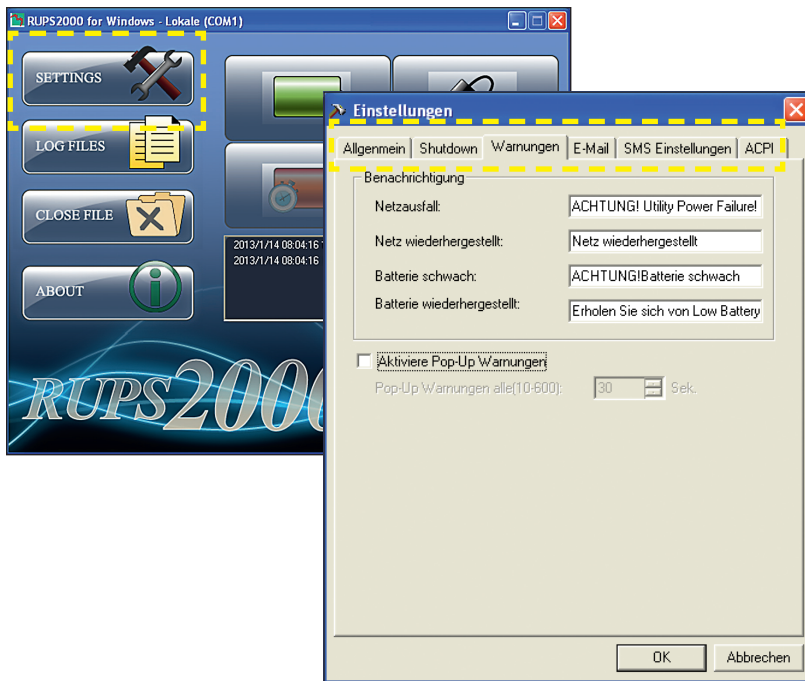 RUPS2000 for Windows - Lokale (COM1)
SETTINGS
LOG FILES
CLOSE FILE
ABOUT
2013/1/14 08:04:16
2013/1/14 08:04:16
RUPS2000
Einstellungen
Allgenmein Shutdown Warnungen E-Mail SMS Einstellungen ACPI
Benachrichtigung
Netzausfall: ACHTUNG! Utility Power Failure!
Netz wiederhergestellt: Netz wiederhergestellt
Batterie schwach: ACHTUNG!Batterie schwach
Batterie wiederhergestellt: Erholen Sie sich von Low Battery
Aktiviere Pop-Up Warnungen
Pop-Up Warnungen alle(10-600): 30 Sek.
OK Abbrechen